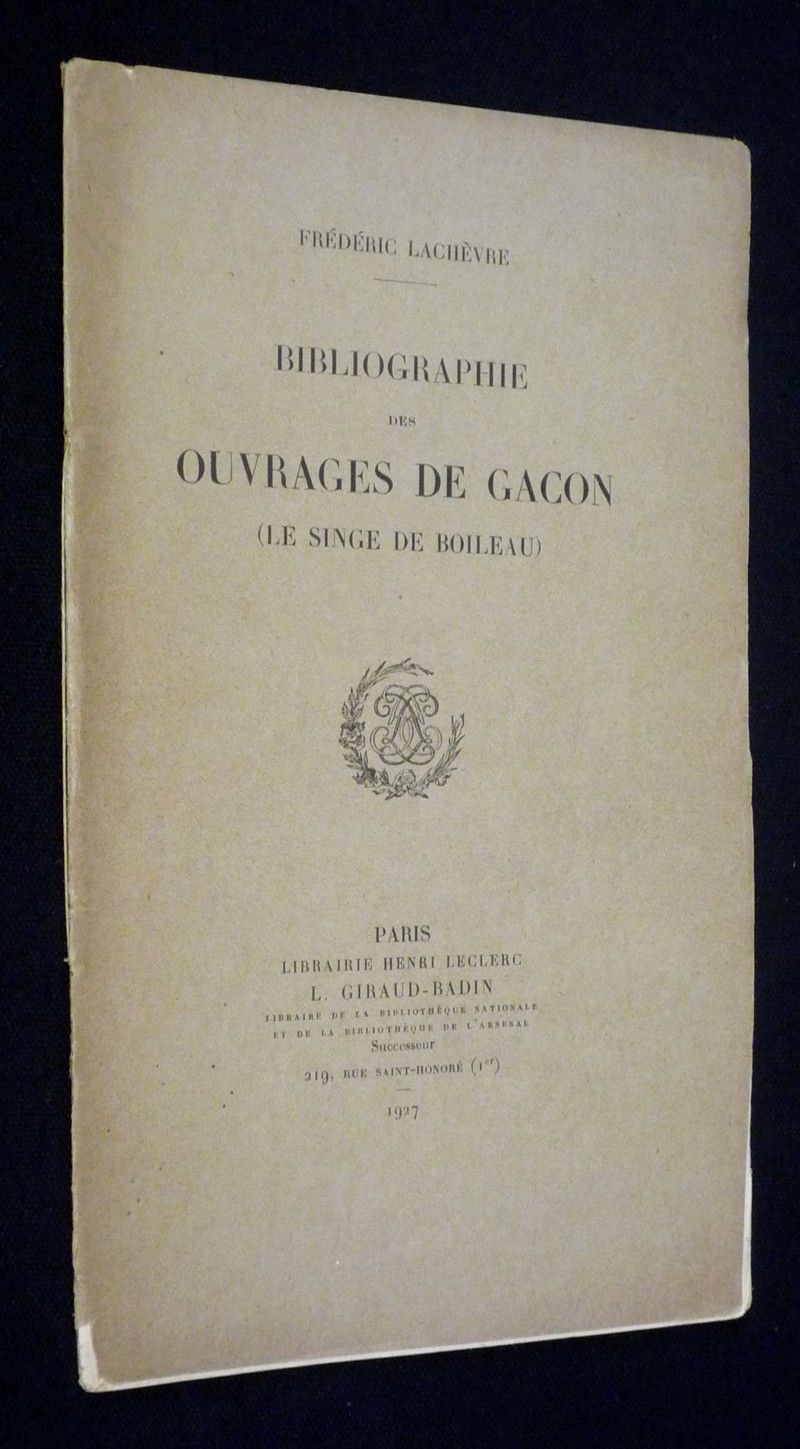 FRÉDÉRIC LACHÈVRE
BIBLIOGRAPHIE
DES
OUVRAGES DE GACON
(LE SINGE DE BOILEAU)
PARIS
LIBRAIRIE HENRI LECLERC
L. GIRAUD-BADIN
LIBRAIRE DE LA BIBLIOTHÈQUE NATIONALE
ET DE LA BIBLIOTHÈQUE DE L'ARSENAL
Successeur
219, RUE SAINT-HONORÉ (1er)
1927